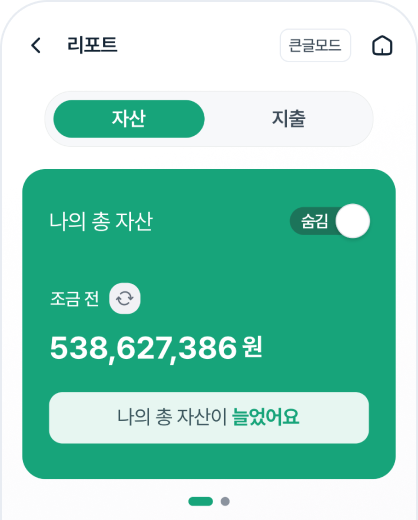 리포트
큰글모드
자산
지출
나의 총 자산
숨김
조금 전
538,627,386 원
나의 총 자산이 늘었어요